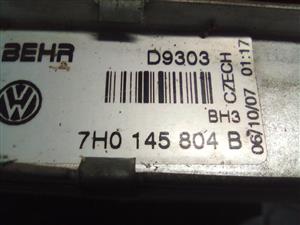 BEHR D9303
BH3
CZECH
06/10/07 01:17
7H0 145 804 B